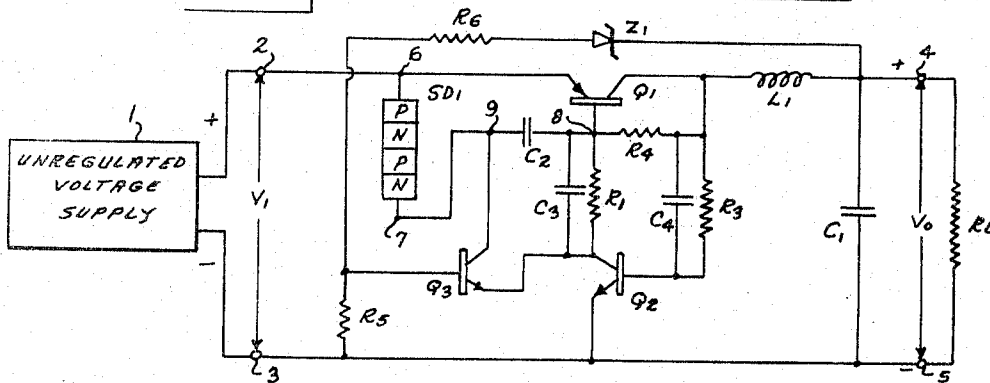 R6
Z1
2
6
SD1
Q1
L1
4
+
+
1
UNREGULATED
VOLTAGE
SUPPLY
V1
P
N
P
N
9
8
C2
R4
C3
R1
C4
R3
C1
V0
RL
7
Q3
Q2
R5
-
3
-
5